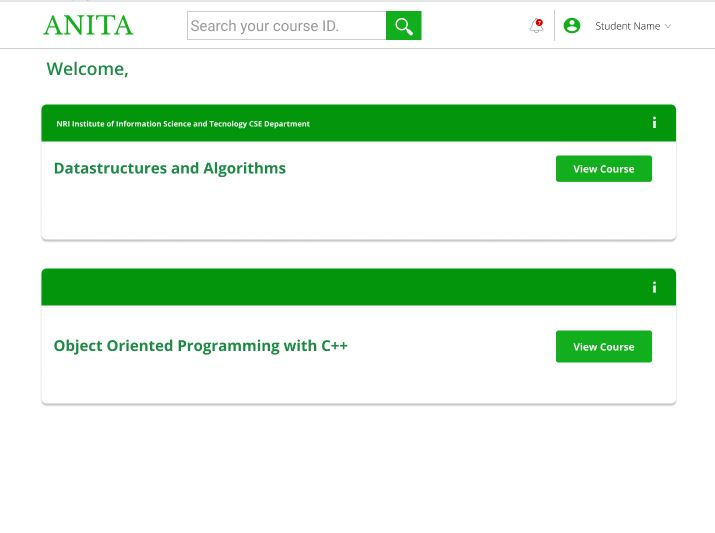 ANITA
Search your course ID.
Student Name
Welcome,
NRI Institute of Information Science and Tecnology CSE Department
Datastructures and Algorithms
View Course
Object Oriented Programming with C++
View Course